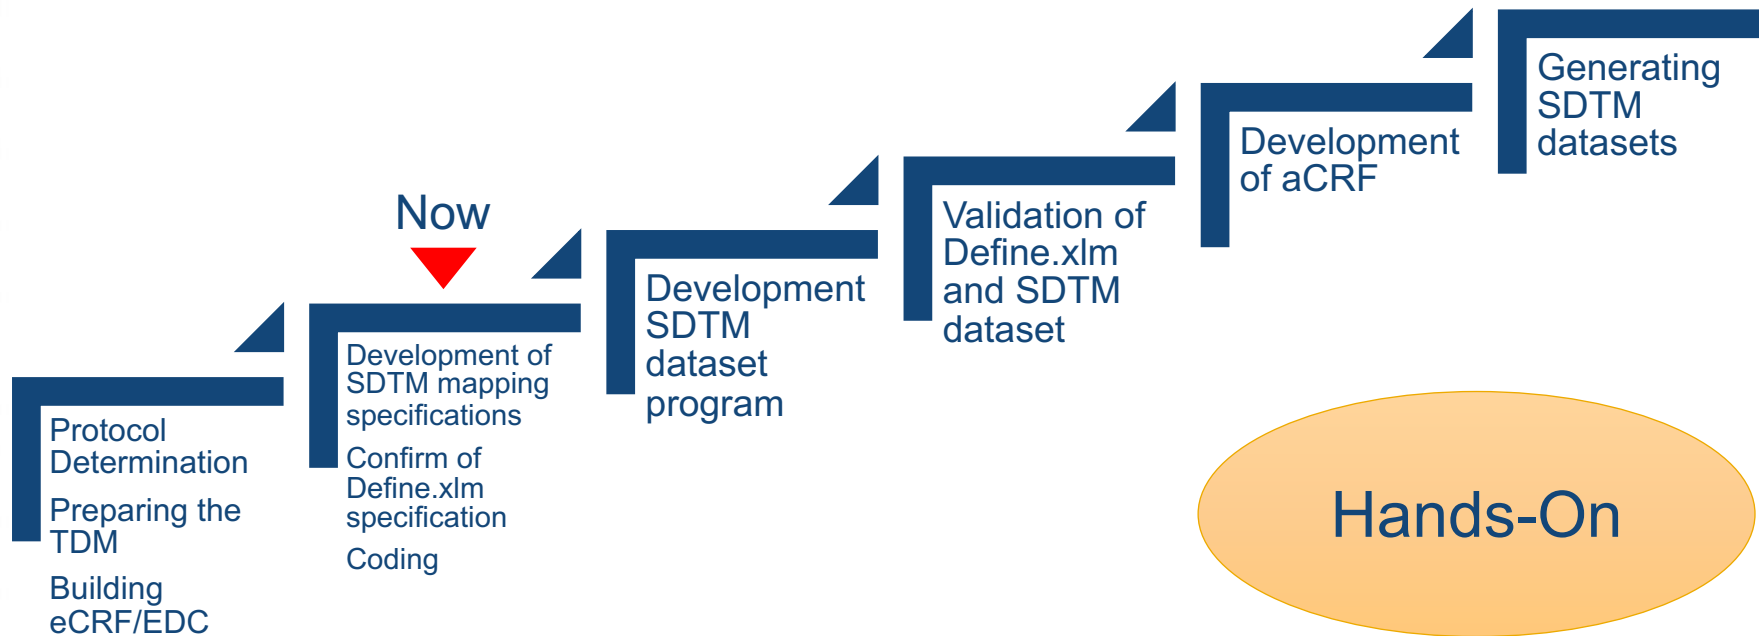 Now
Protocol
Determination
Preparing the
TDM
Building
eCRF/EDC
Development of
SDTM mapping
specifications
Confirm of
Define.xlm
specification
Coding
Development
SDTM
dataset
program
Validation of
Define.xlm
and SDTM
dataset
Development
of aCRF
Generating
SDTM
datasets
Hands-On